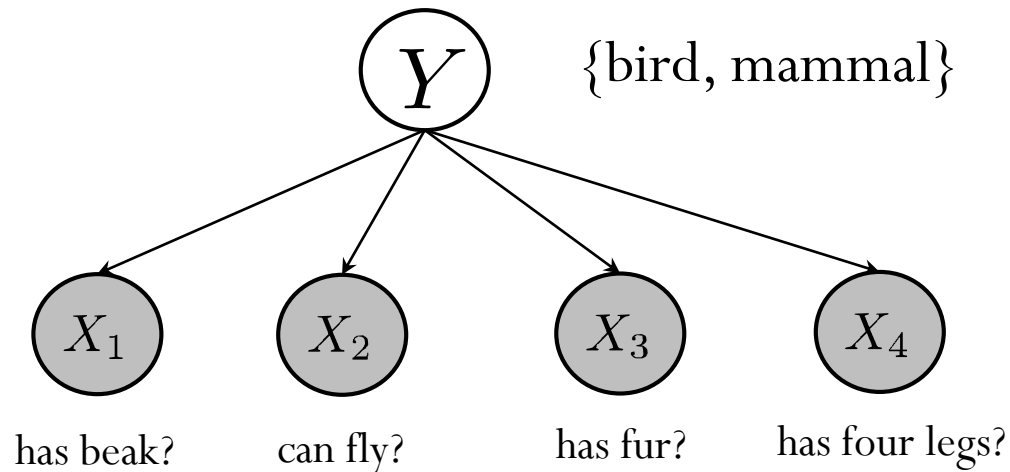 Y
{bird, mammal}
X₁
X₂
X₃
X₄
has beak?
can fly?
has fur?
has four legs?